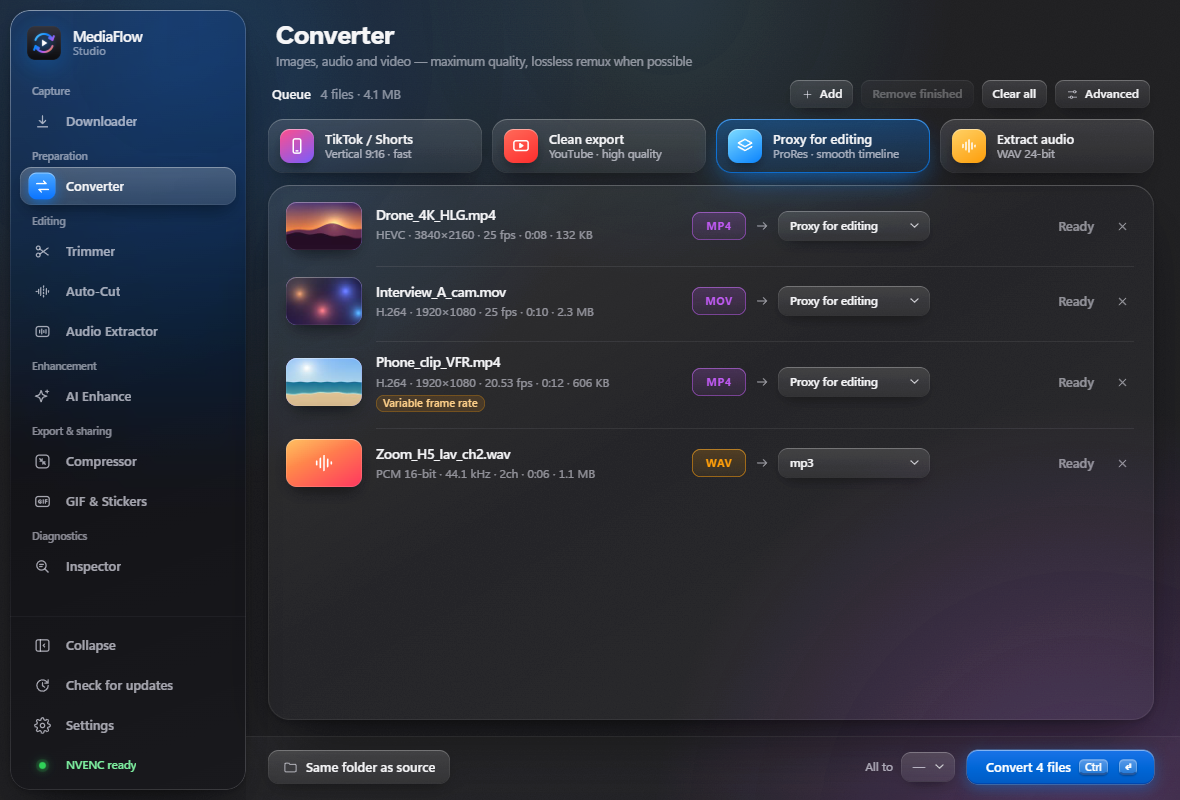 MediaFlow
Studio
Capture
Downloader
Preparation
Converter
Editing
Trimmer
Auto-Cut
Audio Extractor
Enhancement
AI Enhance
Export & sharing
Compressor
GIF
GIF & Stickers
Diagnostics
Inspector
Collapse
Check for updates
Settings
NVENC ready
Converter
Images, audio and video — maximum quality, lossless remux when possible
Queue 4 files · 4.1 MB
+ Add
Remove finished
Clear all
Advanced
TikTok / Shorts
Vertical 9:16 · fast
Clean export
YouTube · high quality
Proxy for editing
ProRes · smooth timeline
Extract audio
WAV 24-bit
Drone_4K_HLG.mp4
HEVC · 3840×2160 · 25 fps · 0:08 · 132 KB
MP4 → Proxy for editing
Ready ×
Interview_A_cam.mov
H.264 · 1920×1080 · 25 fps · 0:10 · 2.3 MB
MOV → Proxy for editing
Ready ×
Phone_clip_VFR.mp4
H.264 · 1920×1080 · 20.53 fps · 0:12 · 606 KB
Variable frame rate
MP4 → Proxy for editing
Ready ×
Zoom_H5_lav_ch2.wav
PCM 16-bit · 44.1 kHz · 2ch · 0:06 · 1.1 MB
WAV → mp3
Ready ×
Same folder as source
All to —
Convert 4 files Ctrl ⏎